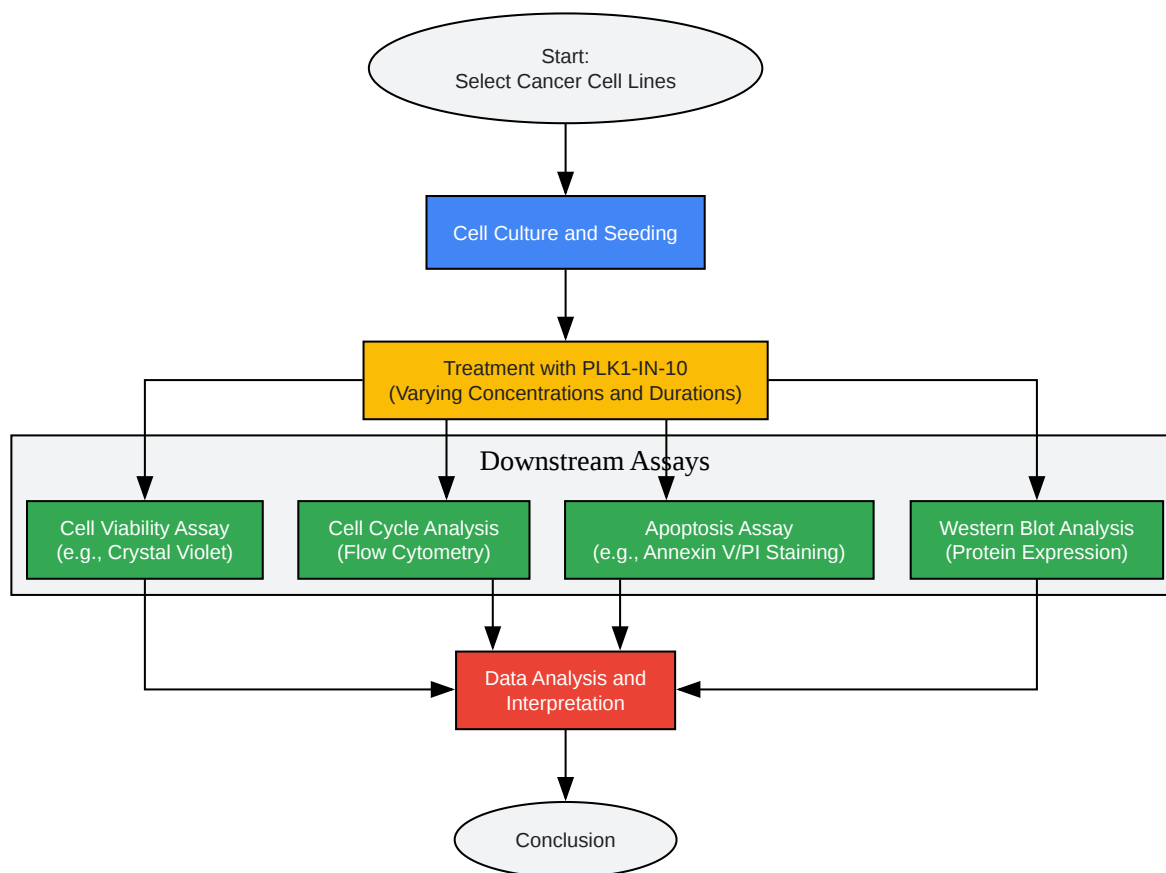 Start:
Select Cancer Cell Lines
Cell Culture and Seeding
Treatment with PLK1-IN-10
(Varying Concentrations and Durations)
Downstream Assays
Cell Viability Assay
(e.g., Crystal Violet)
Cell Cycle Analysis
(Flow Cytometry)
Apoptosis Assay
(e.g., Annexin V/PI Staining)
Western Blot Analysis
(Protein Expression)
Data Analysis and
Interpretation
Conclusion